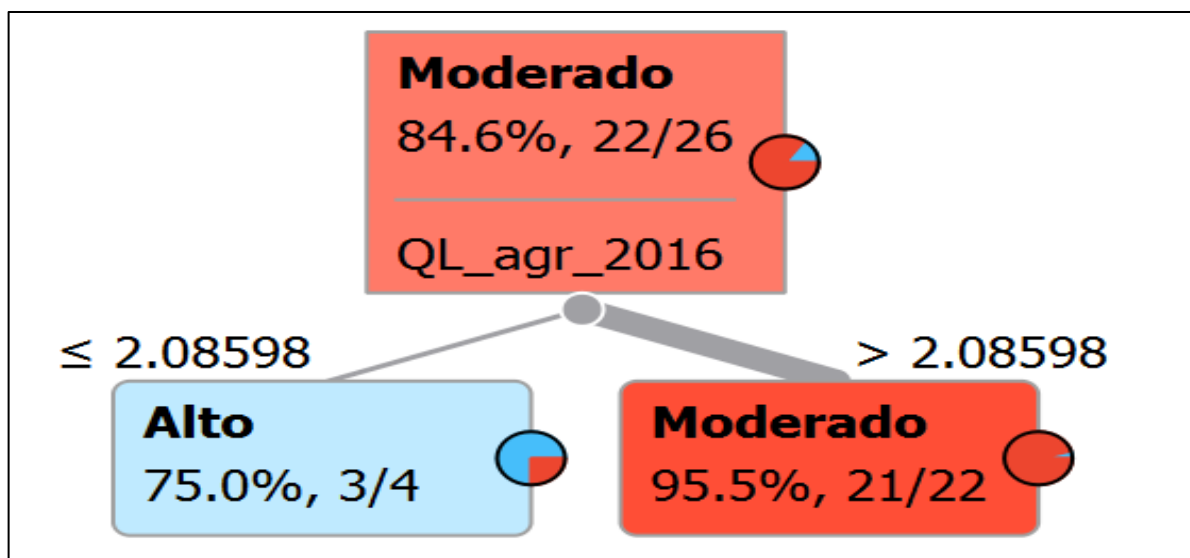 Moderado
84.6%, 22/26
QL_agr_2016
≤ 2.08598
> 2.08598
Alto
75.0%, 3/4
Moderado
95.5%, 21/22